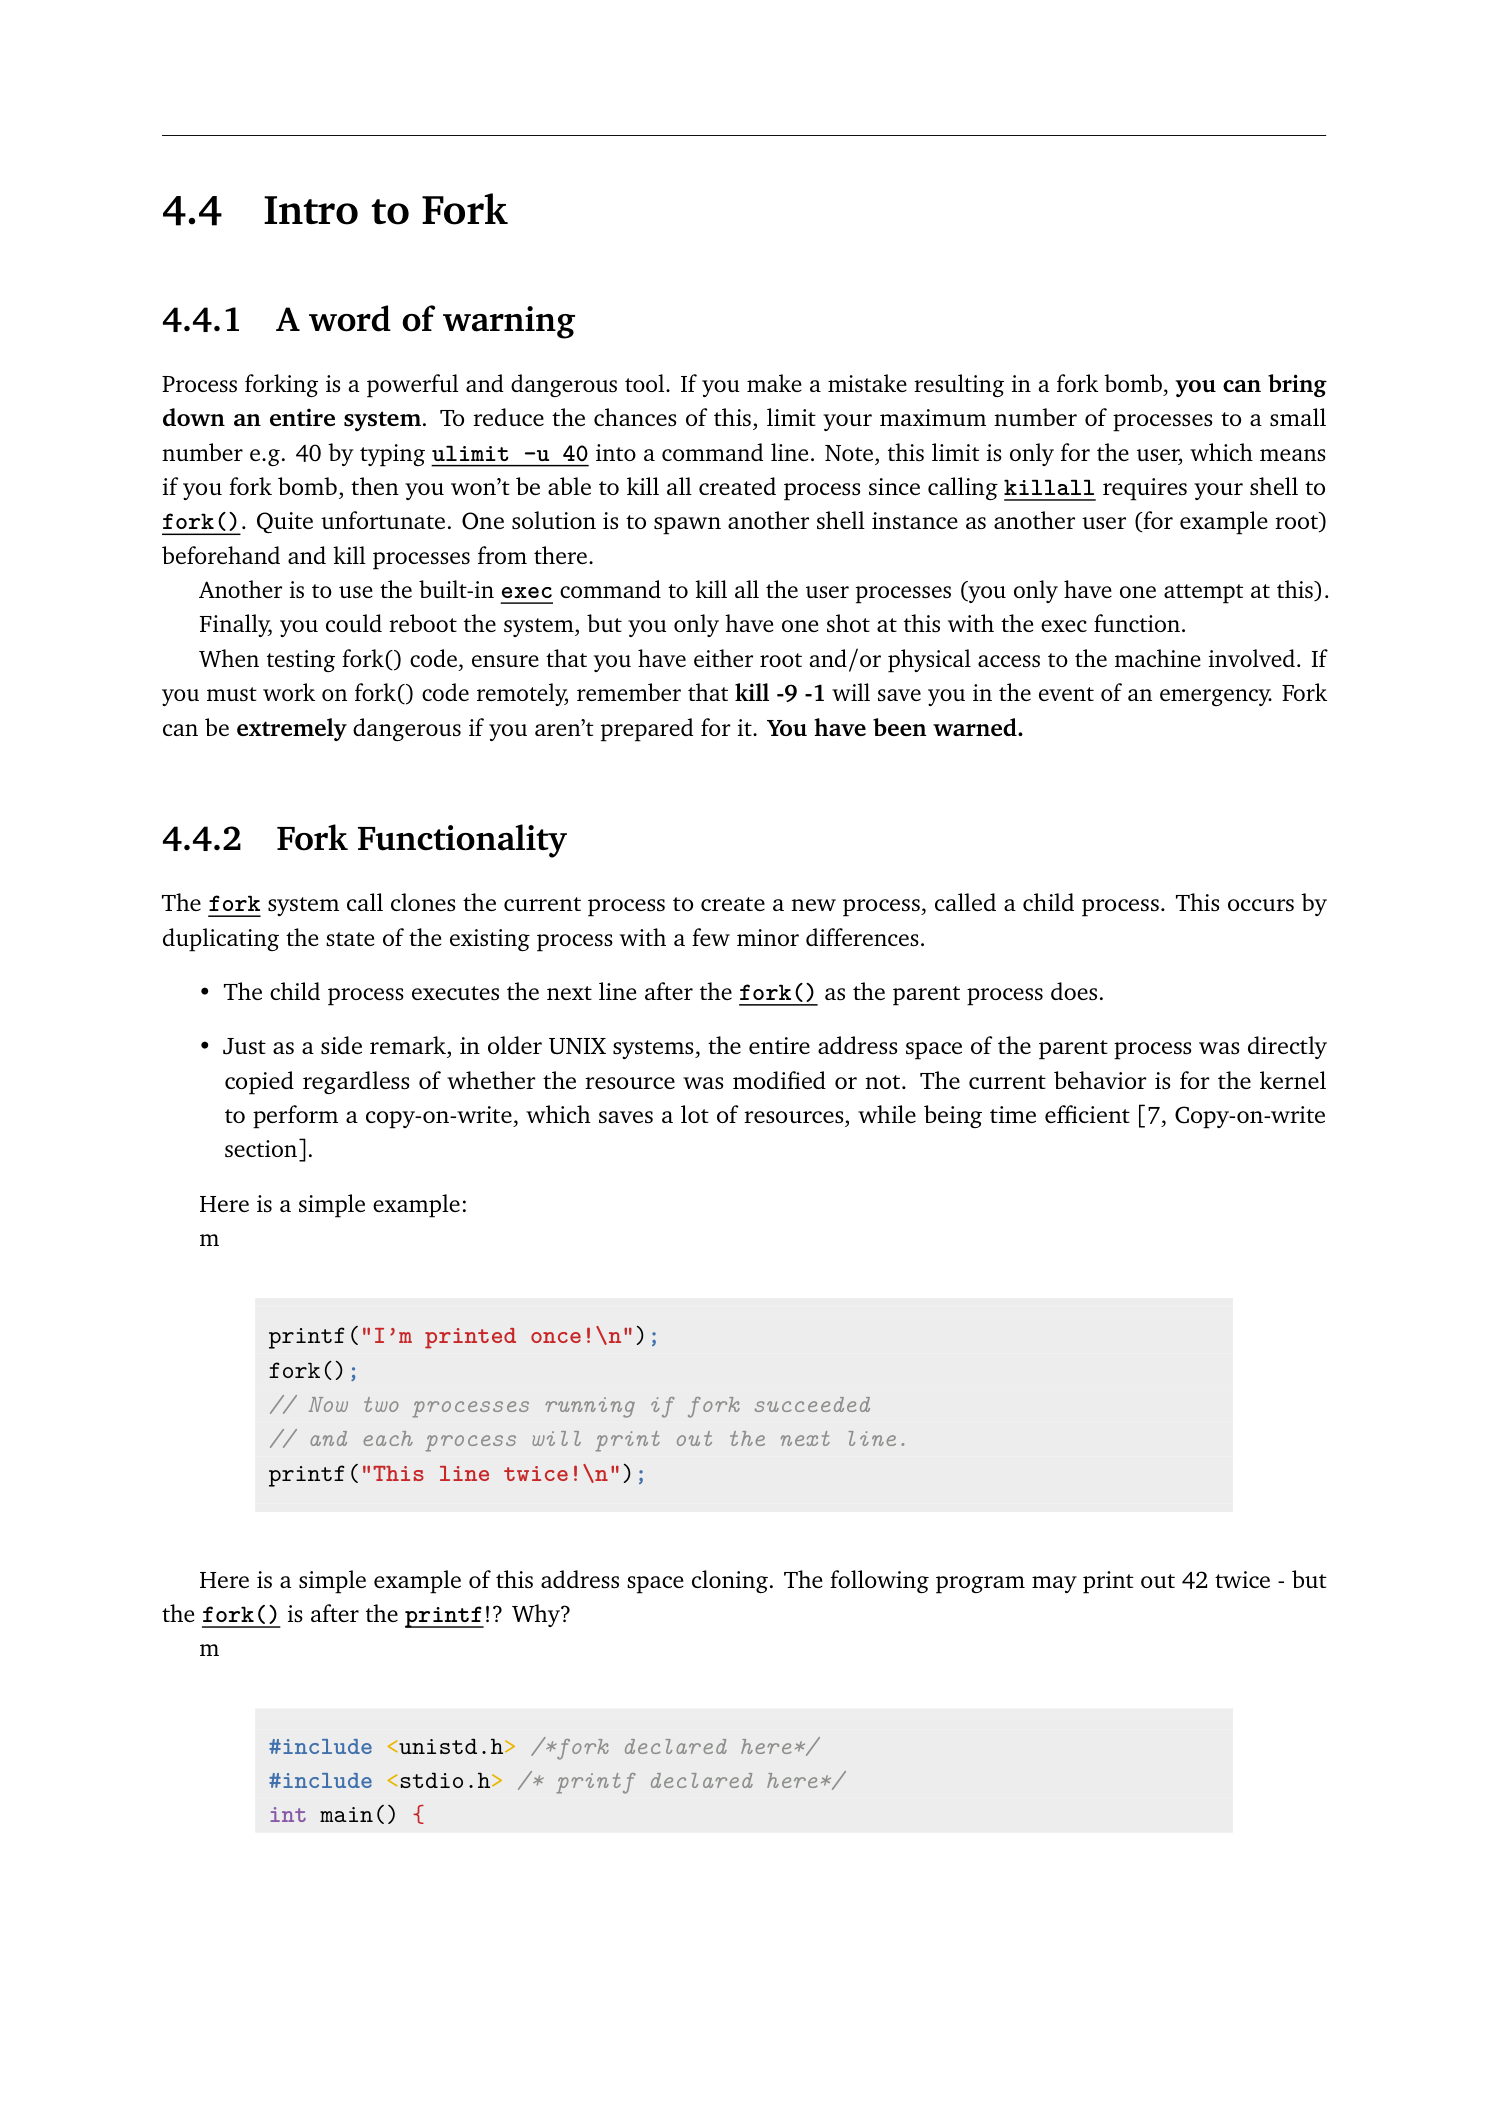 4.4 Intro to Fork
4.4.1 A word of warning
Process forking is a powerful and dangerous tool. If you make a mistake resulting in a fork bomb, you can bring
down an entire system. To reduce the chances of this, limit your maximum number of processes to a small
number e.g. 40 by typing ulimit -u 40 into a command line. Note, this limit is only for the user, which means
if you fork bomb, then you won’t be able to kill all created process since calling killall requires your shell to
fork(). Quite unfortunate. One solution is to spawn another shell instance as another user (for example root)
beforehand and kill processes from there.
Another is to use the built-in exec command to kill all the user processes (you only have one attempt at this).
Finally, you could reboot the system, but you only have one shot at this with the exec function.
When testing fork() code, ensure that you have either root and/or physical access to the machine involved. If
you must work on fork() code remotely, remember that kill -9 -1 will save you in the event of an emergency. Fork
can be extremely dangerous if you aren’t prepared for it. You have been warned.
4.4.2 Fork Functionality
The fork system call clones the current process to create a new process, called a child process. This occurs by
duplicating the state of the existing process with a few minor differences.
• The child process executes the next line after the fork() as the parent process does.
• Just as a side remark, in older UNIX systems, the entire address space of the parent process was directly
copied regardless of whether the resource was modified or not. The current behavior is for the kernel
to perform a copy-on-write, which saves a lot of resources, while being time efficient [7, Copy-on-write
section].
Here is a simple example:
m
printf("I’m printed once!\n");
fork();
// Now two processes running if fork succeeded
// and each process will print out the next line.
printf("This line twice!\n");
Here is a simple example of this address space cloning. The following program may print out 42 twice - but
the fork() is after the printf!? Why?
m
#include <unistd.h> /*fork declared here*/
#include <stdio.h> /* printf declared here*/
int main() {